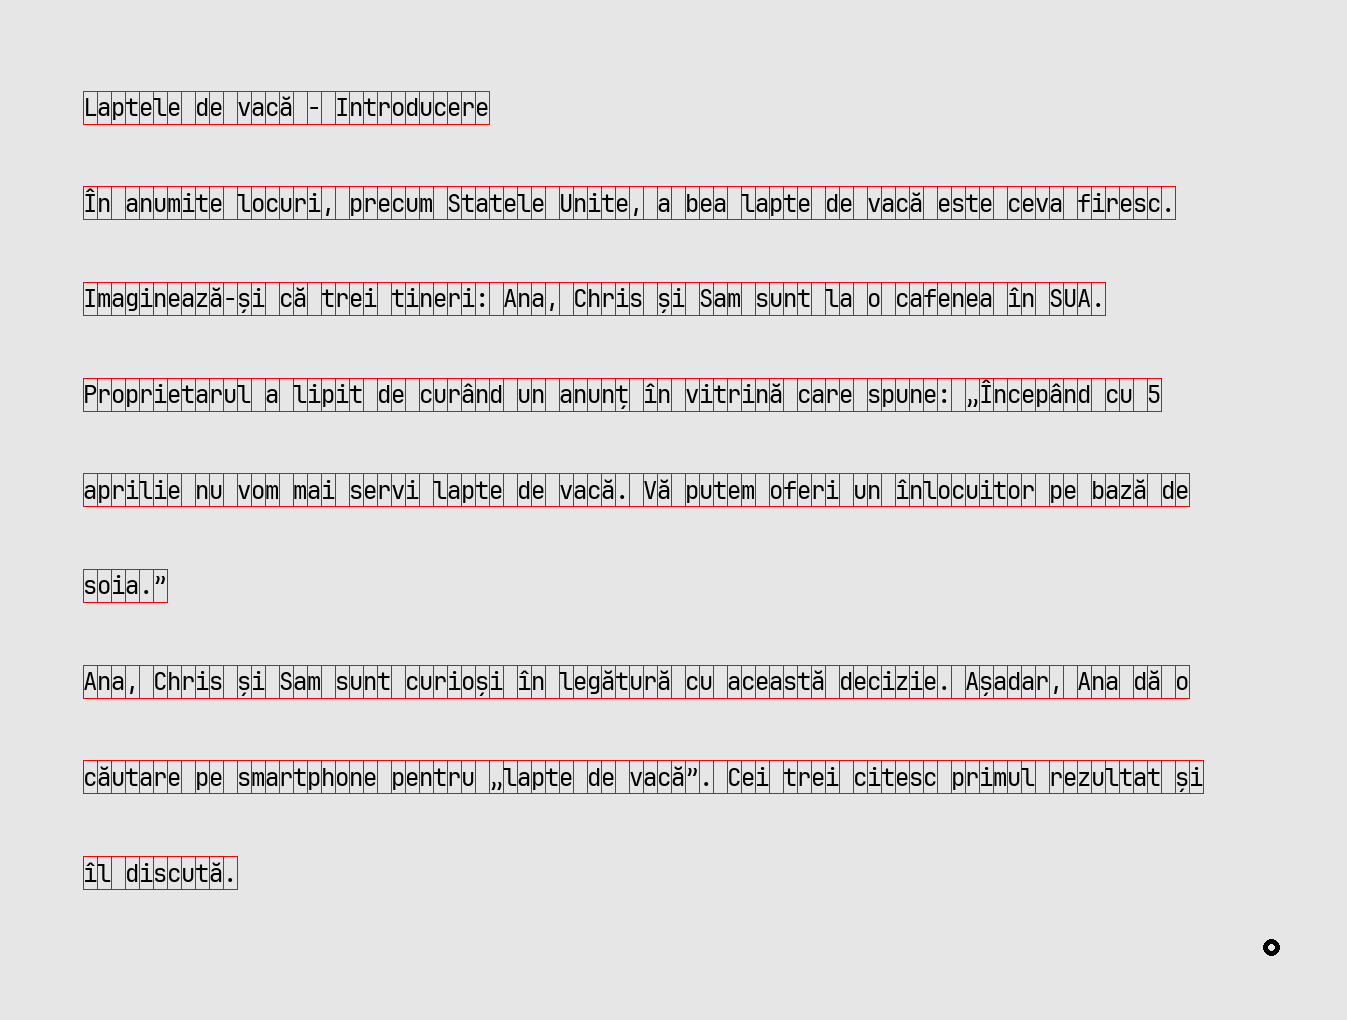 Laptele de vacă - Introducere
În anumite locuri, precum Statele Unite, a bea lapte de vacă este ceva firesc.
Imaginează-și că trei tineri: Ana, Chris și Sam sunt la o cafenea în SUA.
Proprietarul a lipit de curând un anunț în vitrină care spune: „Începând cu 5
aprilie nu vom mai servi lapte de vacă. Vă putem oferi un înlocuitor pe bază de
soia.”
Ana, Chris și Sam sunt curioși în legătură cu această decizie. Așadar, Ana dă o
căutare pe smartphone pentru „lapte de vacă”. Cei trei citesc primul rezultat și
îl discută.